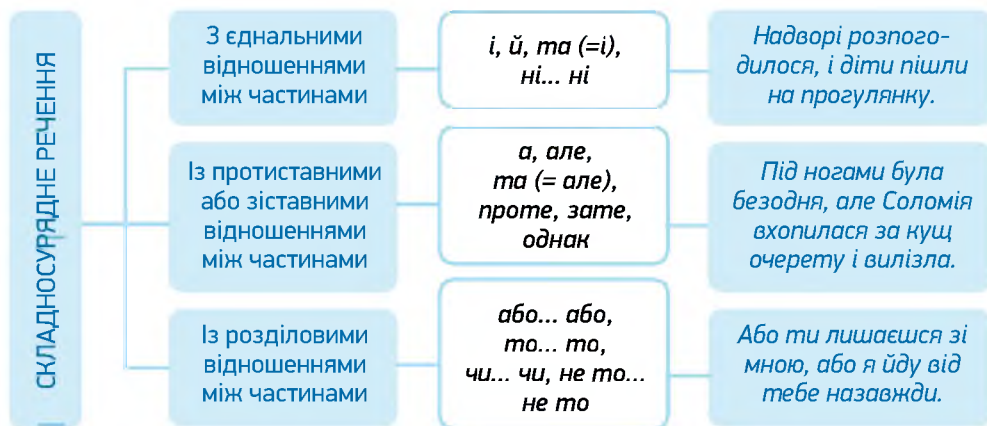 СКЛАДНОСУРЯДНЕ РЕЧЕННЯ
З єднальними
відношеннями
між частинами
і, й, та (=і),
ні... ні
Надворі розпого-
дилося, і діти пішли
на прогулянку.
Із протиставними
або зіставними
відношеннями
між частинами
а, але,
та (= але),
проте, зате,
однак
Під ногами була
безодня, але Соломія
вхопилася за кущ
очерету і вилізла.
Із розділовими
відношеннями
між частинами
або... або,
то... то,
чи... чи, не то...
не то
Або ти лишаєшся зі
мною, або я йду від
тебе назавжди.